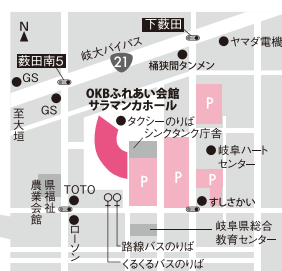 N
下薮田
岐大バイパス
21
ヤマダ電機
桶狭間タンメン
薮田南5
GS
GS
至大垣
OKBふれあい会館
サラマンカホール
タクシーのりば
シンクタンク庁舎
P
P
P
P
P
岐阜ハート
センター
すしさかい
県福祉
農業会館
TOTO
ローソン
岐阜県総合
教育センター
路線バスのりば
くるくるバスのりば